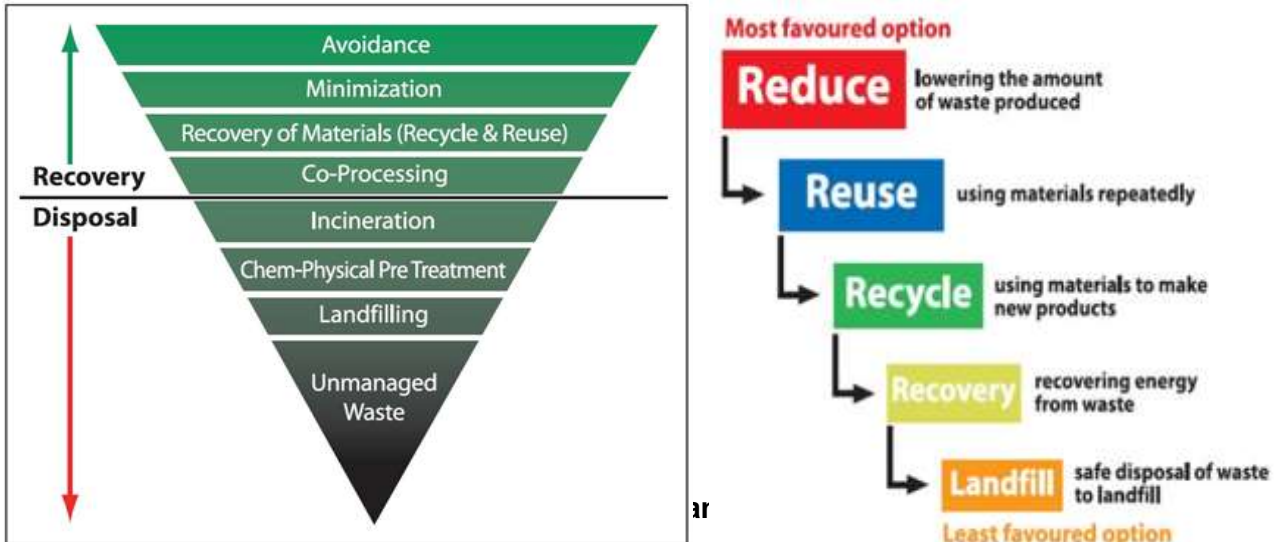 Avoidance
Minimization
Recovery of Materials (Recycle & Reuse)
Co-Processing
Recovery
Disposal
Incineration
Chem-Physical Pre Treatment
Landfilling
Unmanaged
Waste
Most favoured option
Reduce
lowering the amount
of waste produced
Reuse
using materials repeatedly
Recycle
using materials to make
new products
Recovery
recovering energy
from waste
Landfill
safe disposal of waste
to landfill
Least favoured option